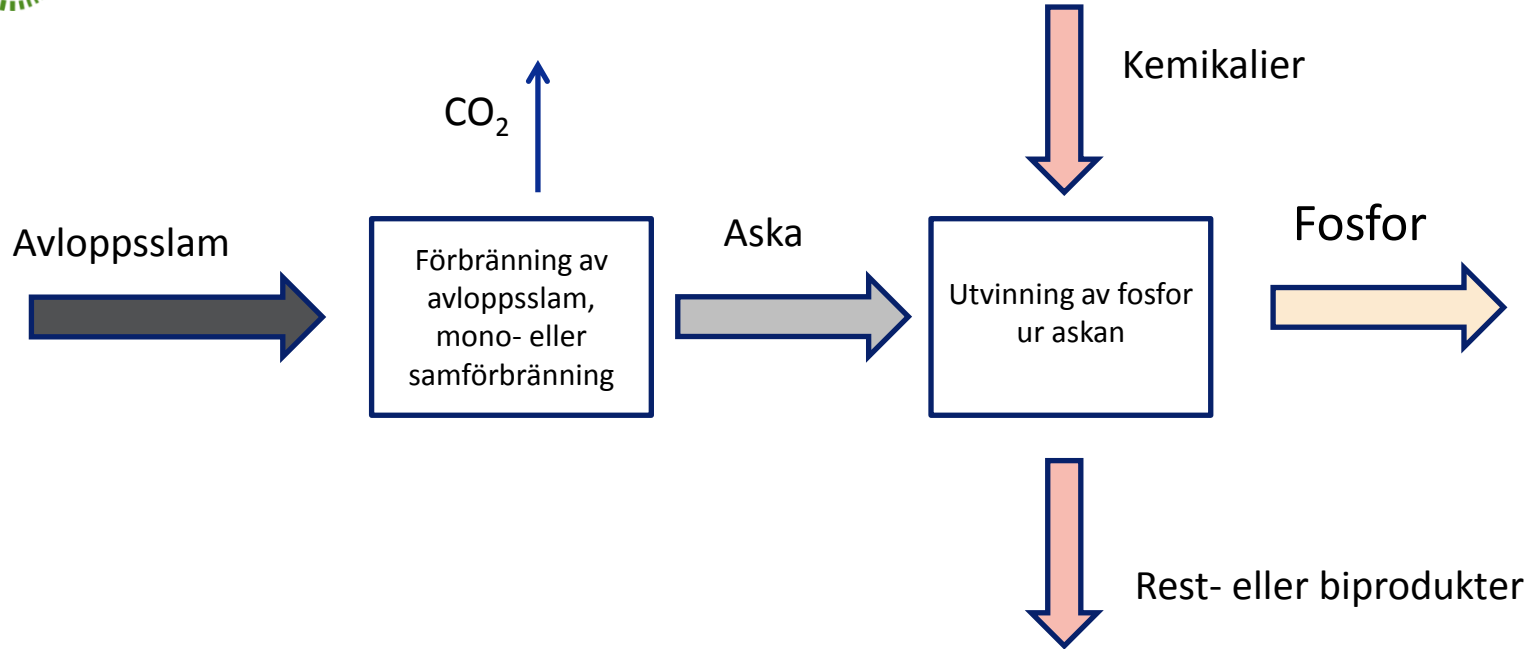 Kemikalier
CO₂
Avloppsslam
Förbränning av
avloppsslam,
mono- eller
samförbränning
Aska
Utvinning av fosfor
ur askan
Fosfor
Rest- eller biprodukter